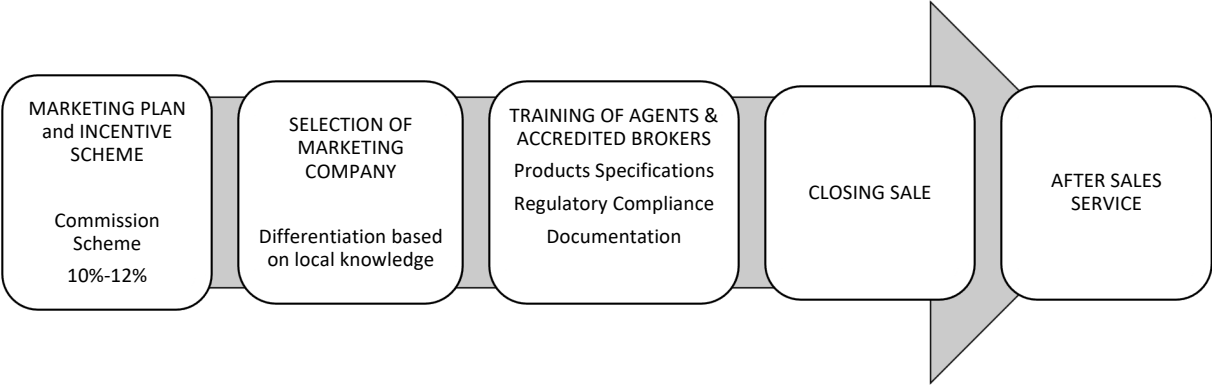 MARKETING PLAN
and INCENTIVE
SCHEME
Commission
Scheme
10%-12%
SELECTION OF
MARKETING
COMPANY
Differentiation based
on local knowledge
TRAINING OF AGENTS &
ACCREDITED BROKERS
Products Specifications
Regulatory Compliance
Documentation
CLOSING SALE
AFTER SALES
SERVICE